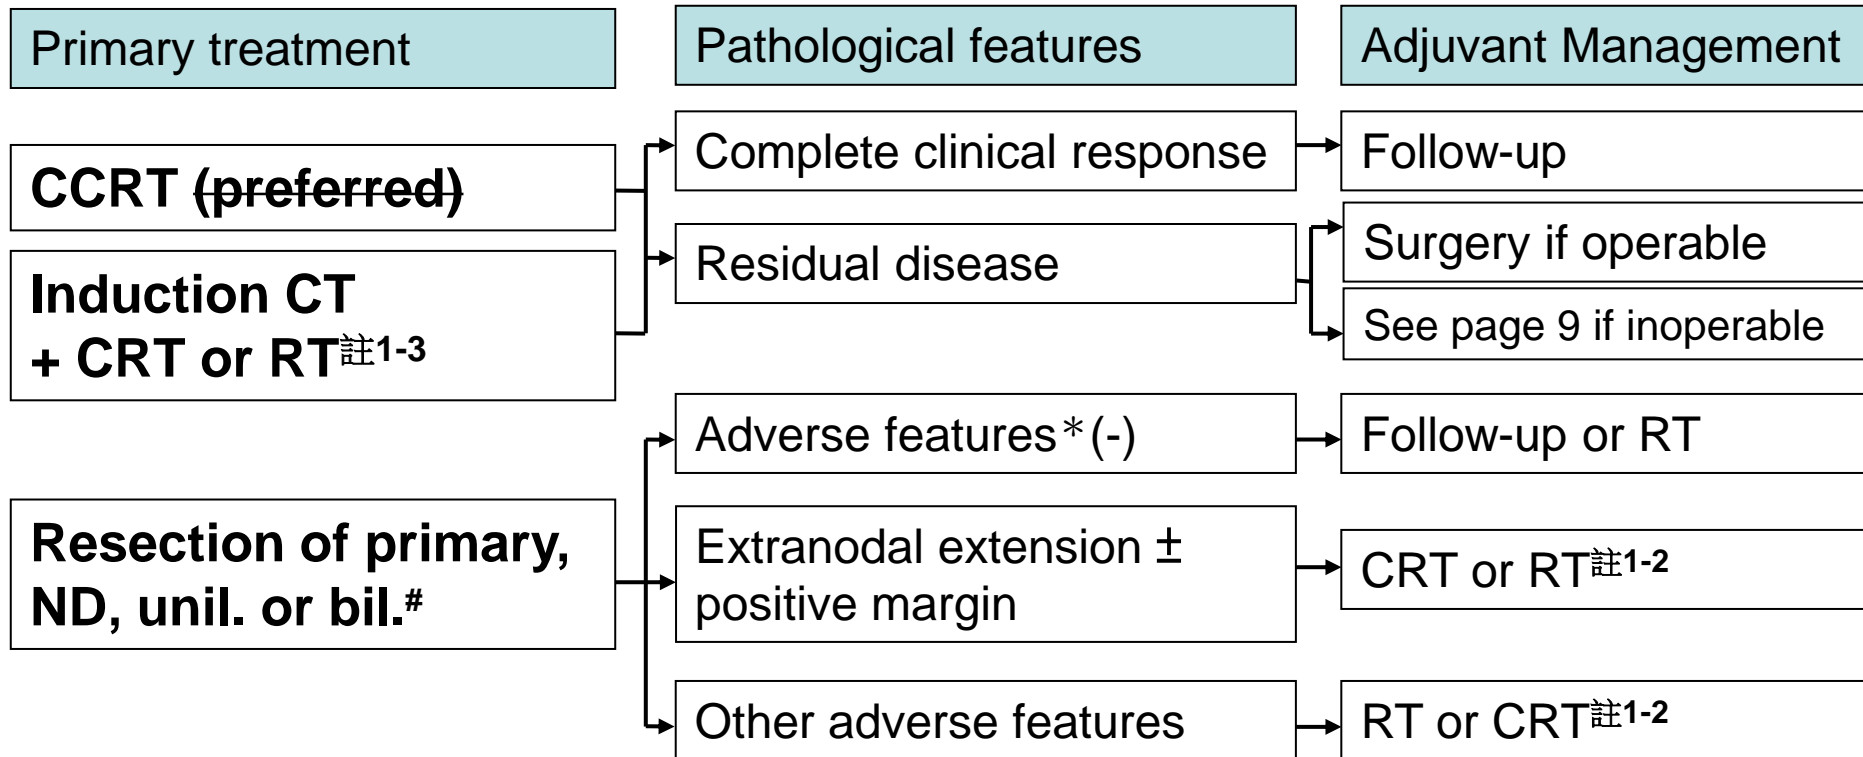 Primary treatment
Pathological features
Adjuvant Management
CCRT (preferred)
Complete clinical response
Follow-up
Induction CT
+ CRT or RT註1-3
Residual disease
Surgery if operable
See page 9 if inoperable
Resection of primary,
ND, unil. or bil.#
Adverse features*(-)
Follow-up or RT
Extranodal extension ±
positive margin
CRT or RT註1-2
Other adverse features
RT or CRT註1-2